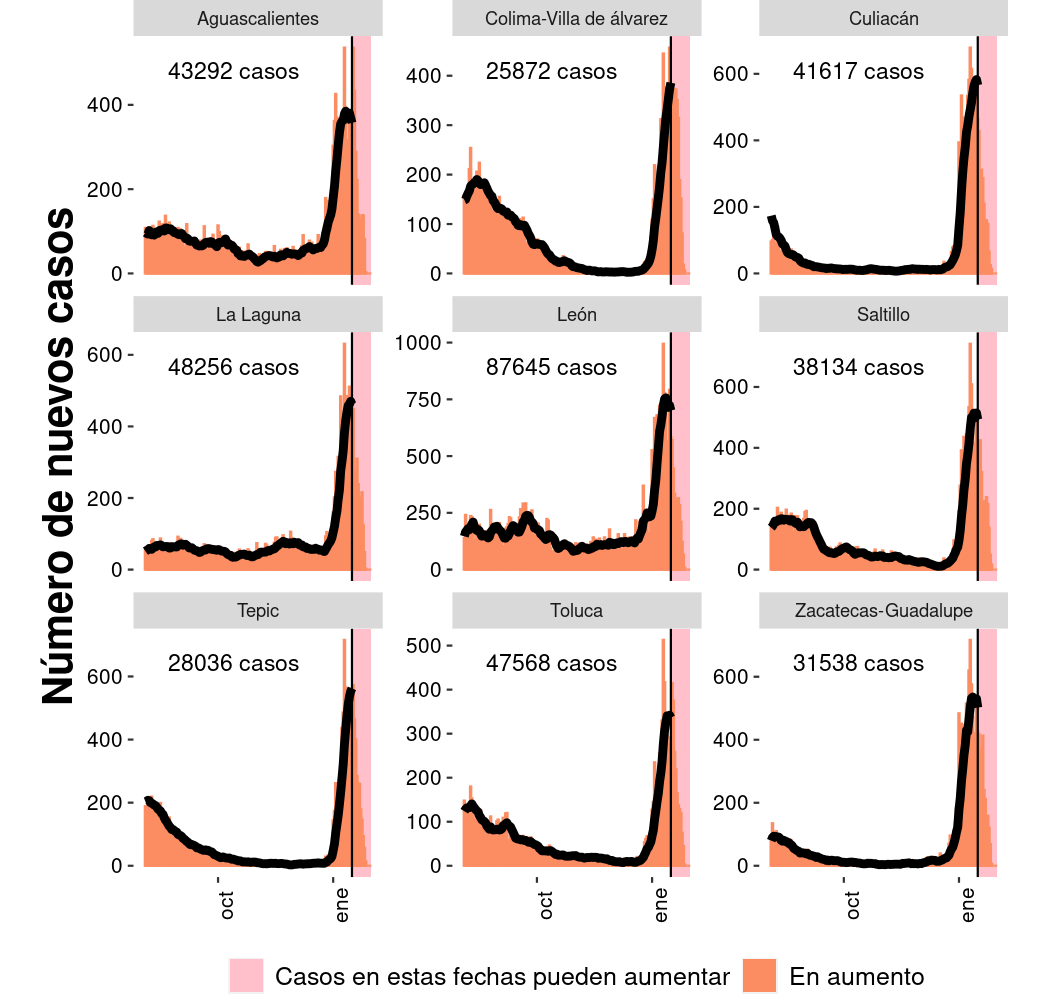 Número de nuevos casos
Aguascalientes
43292 casos
400
200
0
Colima-Villa de álvarez
25872 casos
400
300
200
100
0
Culiacán
41617 casos
600
400
200
0
La Laguna
48256 casos
600
400
200
0
León
87645 casos
1000
750
500
250
0
Saltillo
38134 casos
600
400
200
0
Tepic
28036 casos
600
400
200
0
oct
ene
Toluca
47568 casos
500
400
300
200
100
0
oct
ene
Zacatecas-Guadalupe
31538 casos
600
400
200
0
oct
ene
Casos en estas fechas pueden aumentar
En aumento